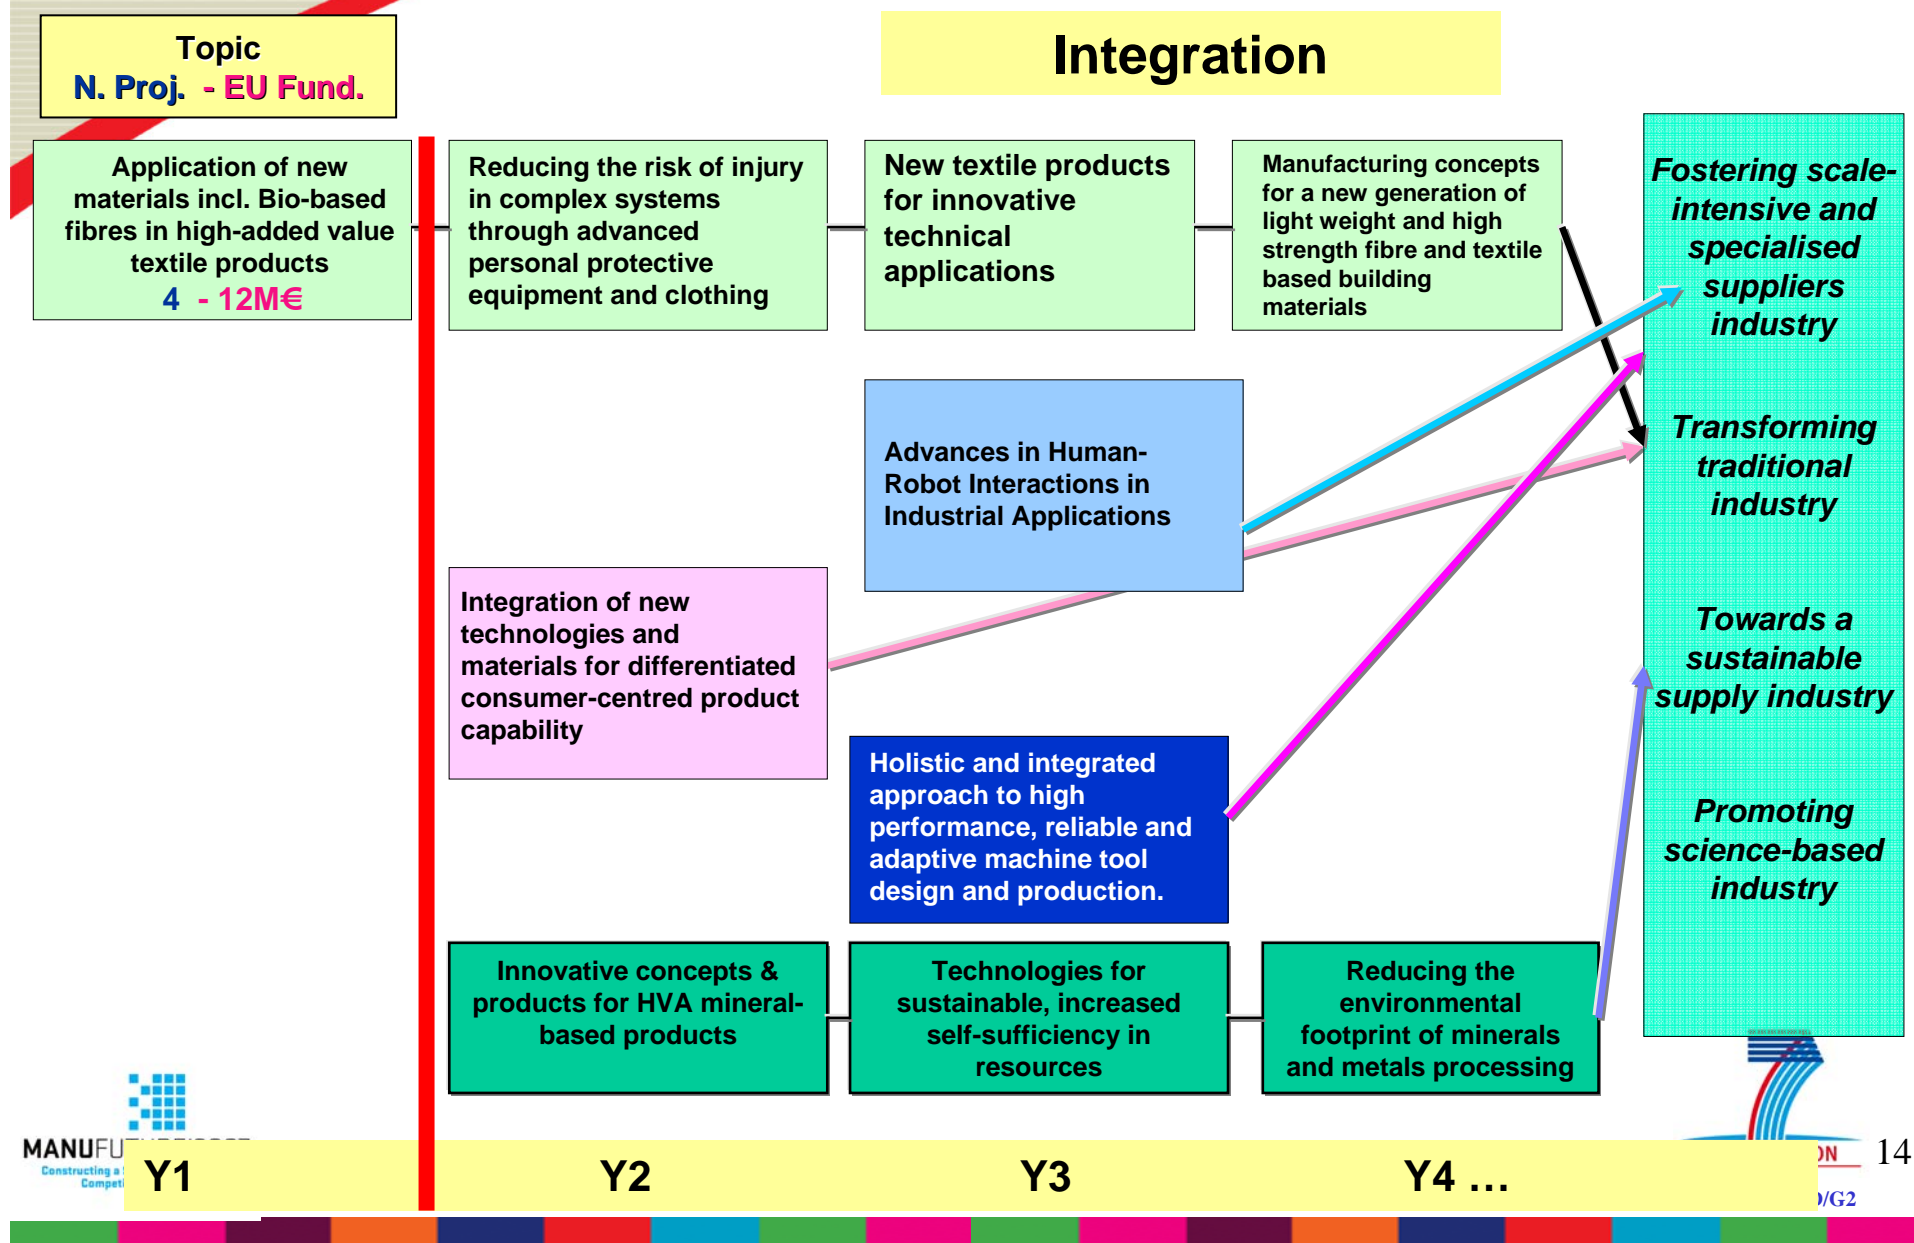 Topic
N. Proj. - EU Fund.
Integration
Application of new
materials incl. Bio-based
fibres in high-added value
textile products
4 - 12M€
Reducing the risk of injury
in complex systems
through advanced
personal protective
equipment and clothing
New textile products
for innovative
technical
applications
Manufacturing concepts
for a new generation of
light weight and high
strength fibre and textile
based building
materials
Fostering scale-
intensive and
specialised
suppliers
industry
Transforming
traditional
industry
Towards a
sustainable
supply industry
Promoting
science-based
industry
Advances in Human-
Robot Interactions in
Industrial Applications
Integration of new
technologies and
materials for differentiated
consumer-centred product
capability
Holistic and integrated
approach to high
performance, reliable and
adaptive machine tool
design and production.
Innovative concepts &
products for HVA mineral-
based products
Technologies for
sustainable, increased
self-sufficiency in
resources
Reducing the
environmental
footprint of minerals
and metals processing
MANUFU
Constructing a
Competi
Y1
Y2
Y3
Y4 ...
ON
14
/G2